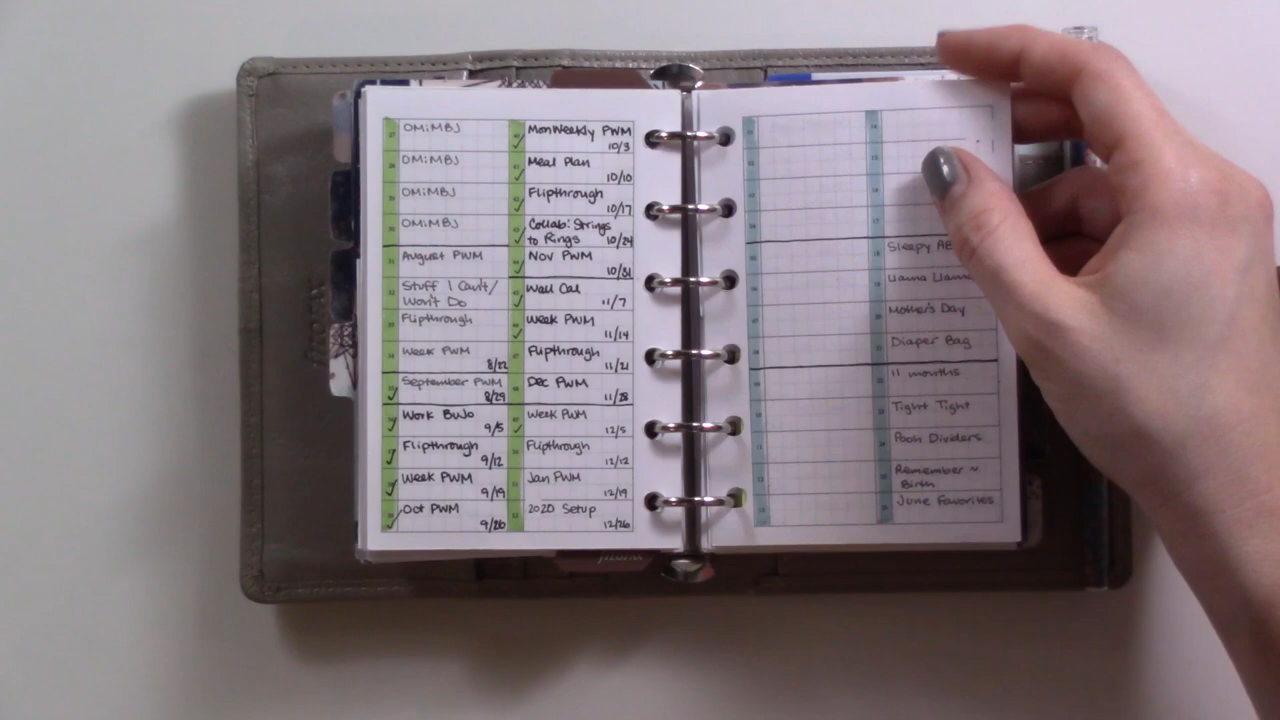 OMiMBJ
OMiMBJ
OMiMBJ
OMiMBJ
August PWM
Stuff I Can't/
Won't Do
Flipthrough
Week PWM
8/22
September PWM
8/29
Work BuJo
9/5
Flipthrough
9/12
Week PWM
9/19
Oct PWM
9/26
MonWeekly PWM
10/3
Meal Plan
10/10
Flipthrough
10/17
Collab: Strings
to Rings 10/24
Nov PWM
10/31
Wall Cal
11/7
Week PWM
11/14
Flipthrough
11/21
Dec PWM
11/28
Week PWM
12/5
Flipthrough
12/12
Jan PWM
12/19
2020 Setup
12/26
Sleepy
Llama
Mother's Day
Diaper Bag
11 months
Tight Tight
Pooh Dividers
Remember ~
Birth
June Favorites